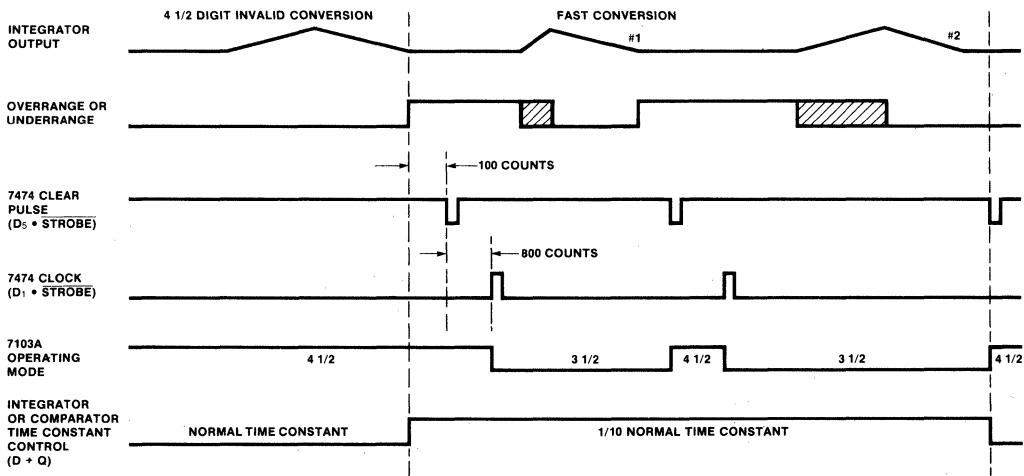 4 1/2 DIGIT INVALID CONVERSION
FAST CONVERSION
INTEGRATOR
OUTPUT
#1
#2
OVERRANGE OR
UNDERRANGE
100 COUNTS
7474 CLEAR
PULSE
(D5 • STROBE)
800 COUNTS
7474 CLOCK
(D1 • STROBE)
7103A
OPERATING
MODE
4 1/2
3 1/2
4 1/2
3 1/2
4 1/2
INTEGRATOR
OR COMPARATOR
TIME CONSTANT
CONTROL
(D + Q)
NORMAL TIME CONSTANT
1/10 NORMAL TIME CONSTANT